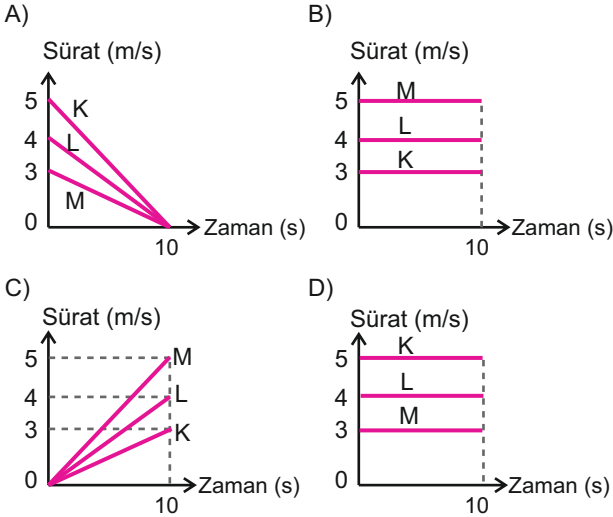 A)
Sürat (m/s)
5
K
4
L
3
M
0
10
Zaman (s)
B)
Sürat (m/s)
5
M
4
L
3
K
0
10
Zaman (s)
C)
Sürat (m/s)
5
M
4
L
3
K
0
10
Zaman (s)
D)
Sürat (m/s)
5
K
4
L
3
M
0
10
Zaman (s)